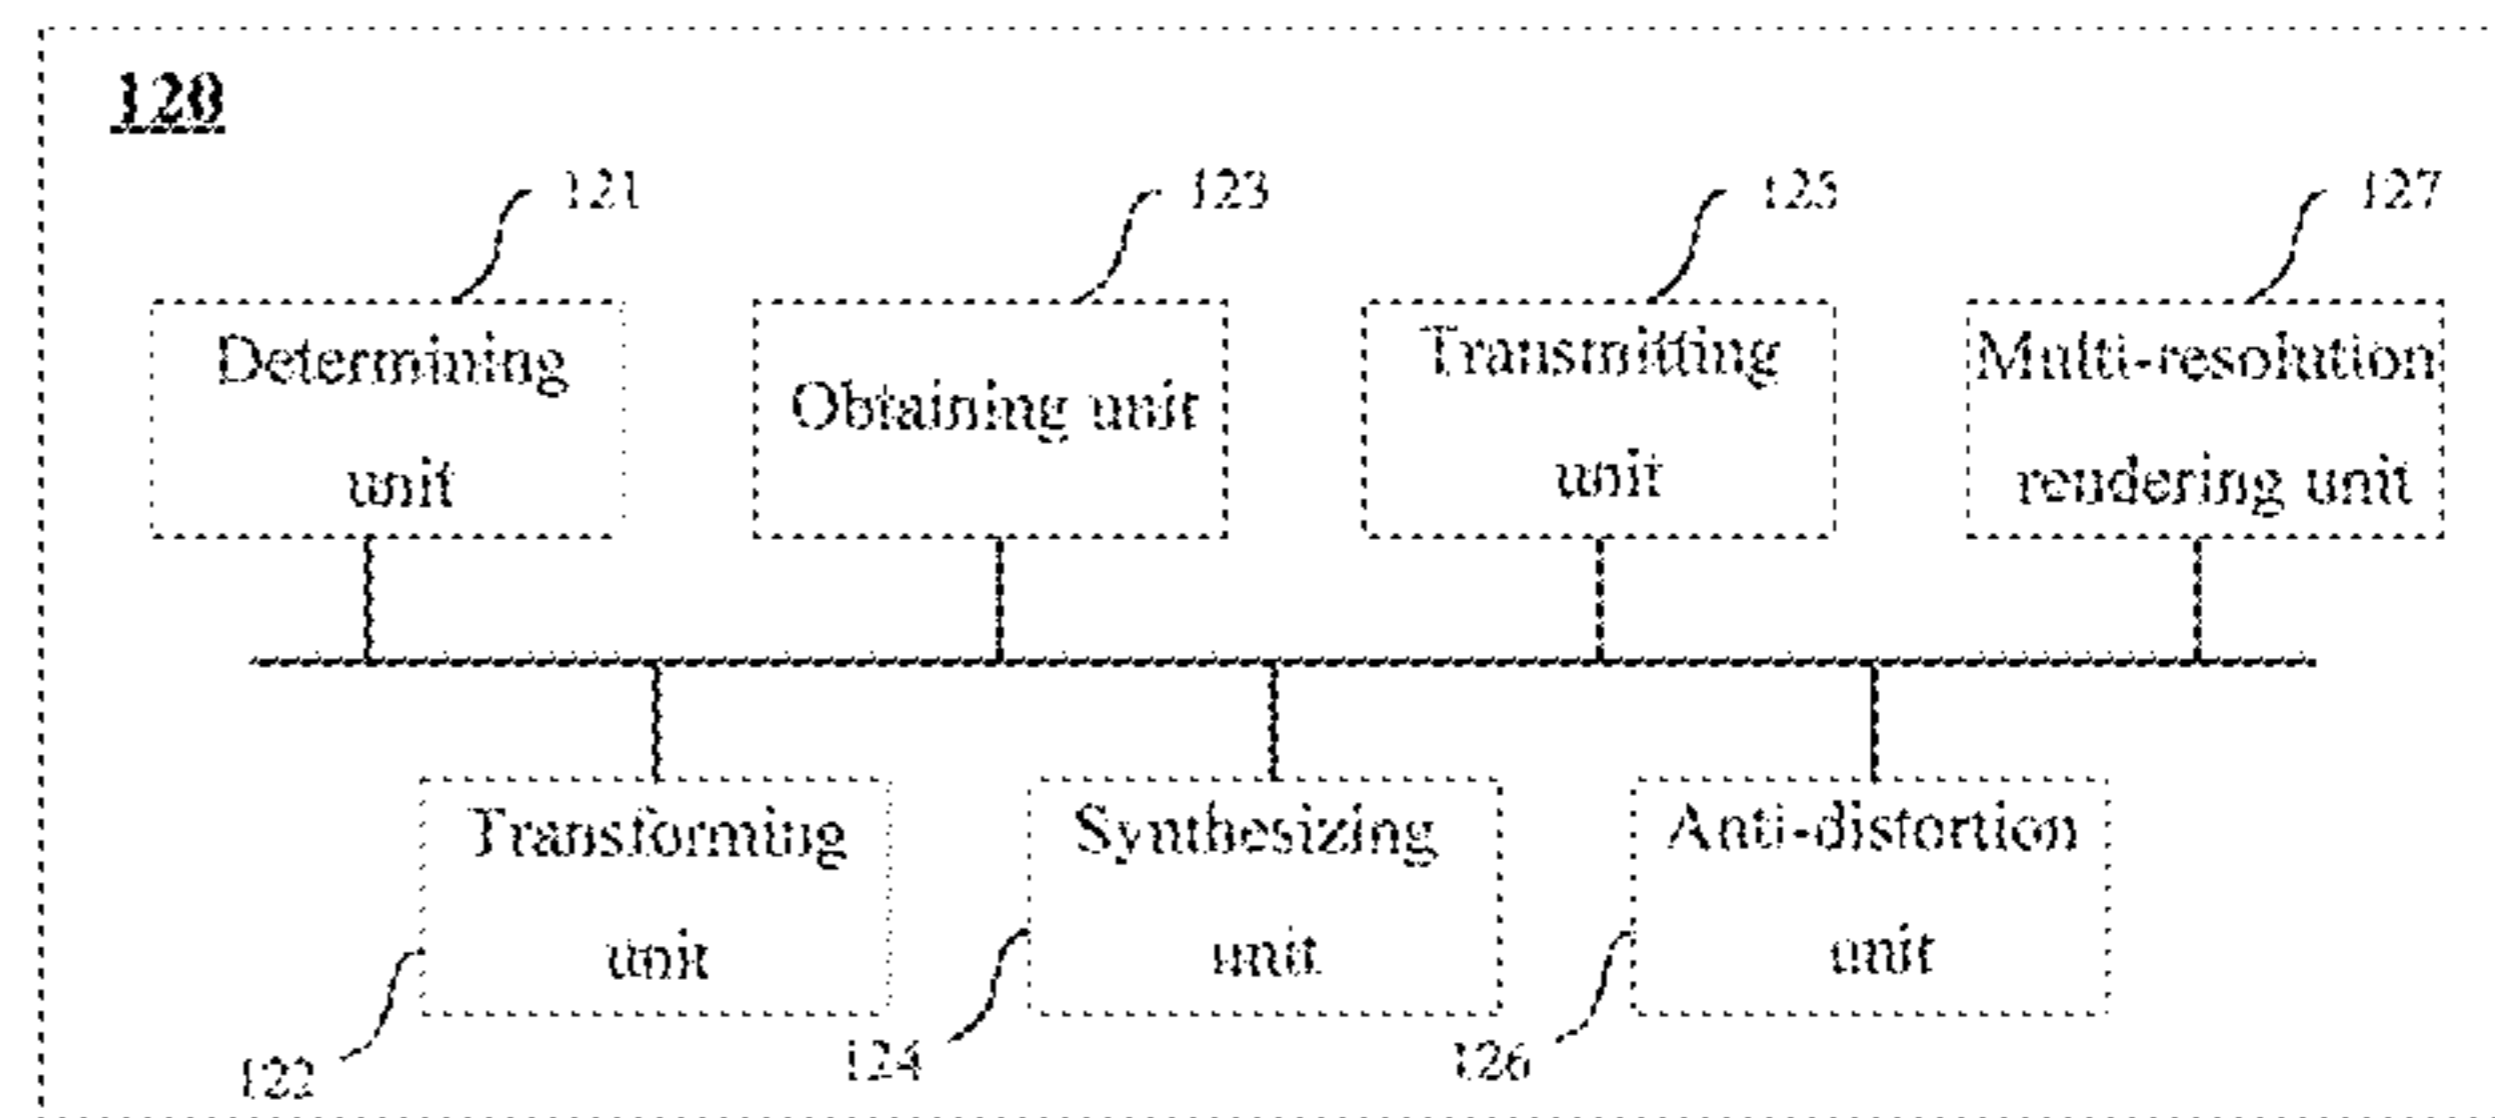 120
121
123
125
127
Determining
unit
Obtaining unit
Transmitting
unit
Multi-resolution
rendering unit
Transforming
unit
Synthesizing
unit
Anti-distortion
unit
122
124
126